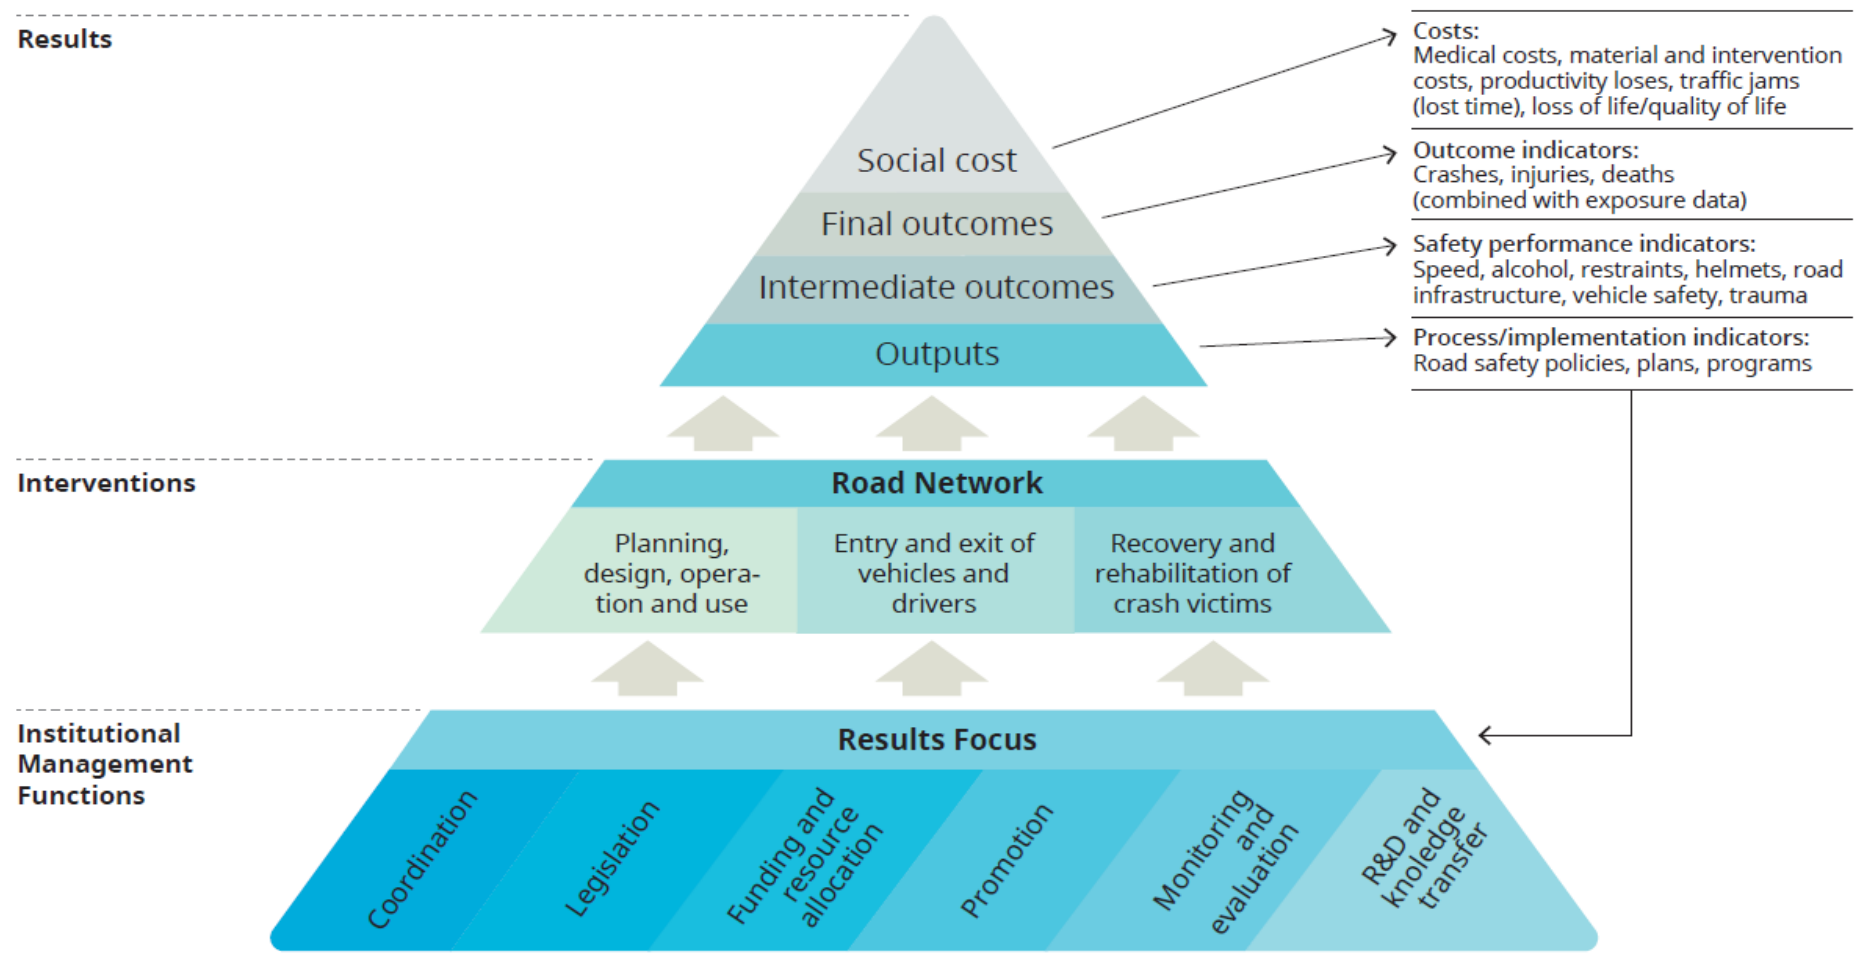 Results
Social cost
Final outcomes
Intermediate outcomes
Outputs
Costs:
Medical costs, material and intervention
costs, productivity loses, traffic jams
(lost time), loss of life/quality of life
Outcome indicators:
Crashes, injuries, deaths
(combined with exposure data)
Safety performance indicators:
Speed, alcohol, restraints, helmets, road
infrastructure, vehicle safety, trauma
Process/implementation indicators:
Road safety policies, plans, programs
Interventions
Road Network
Planning,
design, opera-
tion and use
Entry and exit of
vehicles and
drivers
Recovery and
rehabilitation of
crash victims
Institutional
Management
Functions
Results Focus
Coordination
Legislation
Funding and
resource
allocation
Promotion
Monitoring
and
evaluation
R&D and
knoledge
transfer